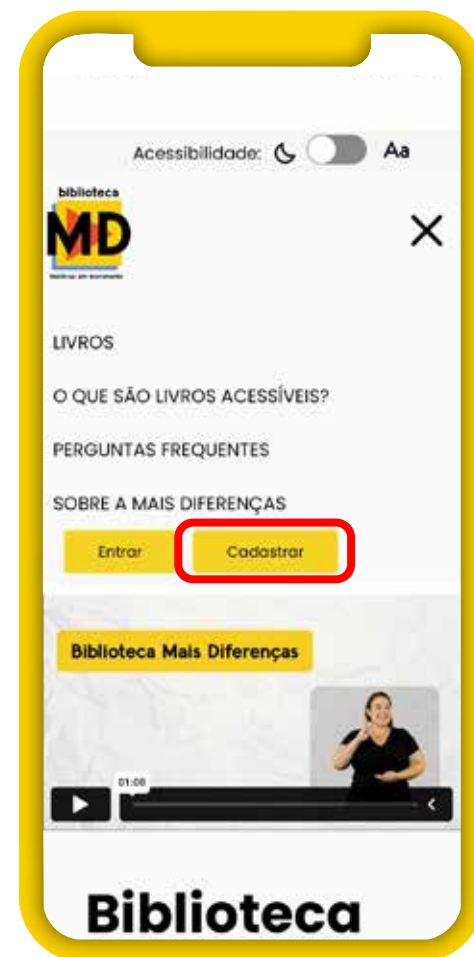 Acessibilidade: Aa
biblioteca
MD
LIVROS
O QUE SÃO LIVROS ACESSÍVEIS?
PERGUNTAS FREQUENTES
SOBRE A MAIS DIFERENÇAS
Entrar Cadastrar
Biblioteca Mais Diferenças
01:08
Biblioteca